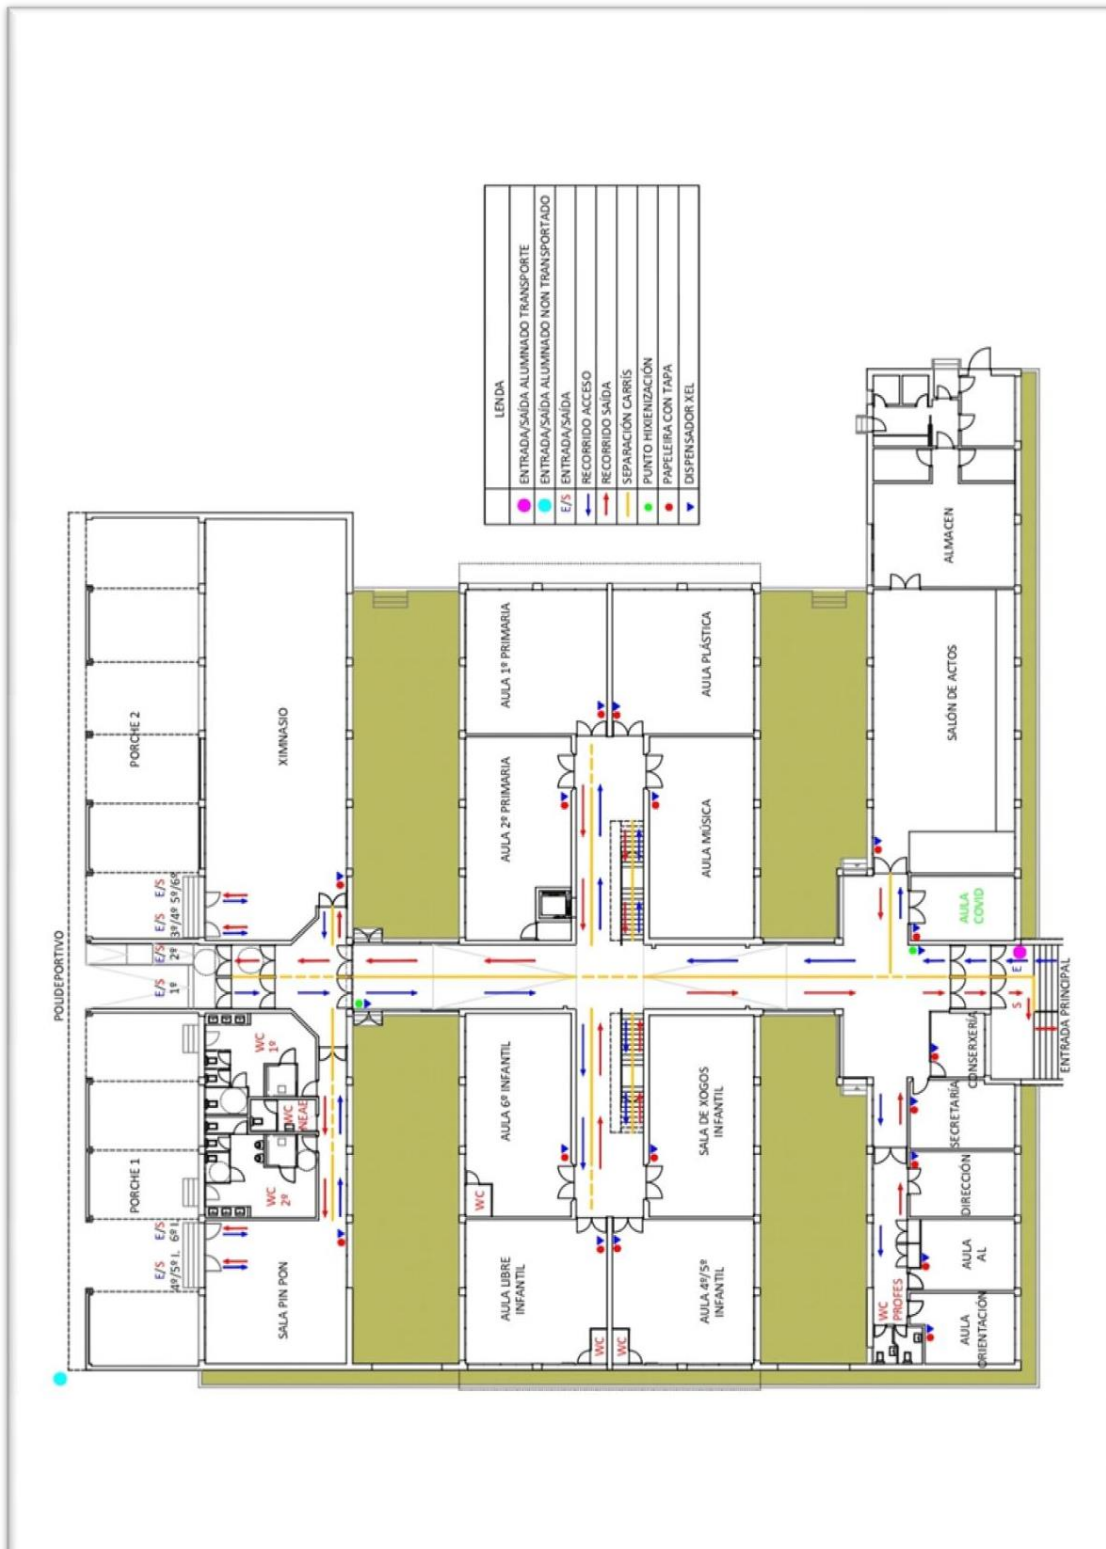 LENDA
ENTRADA/SAÍDA ALUMNADO TRANSPORTE
ENTRADA/SAÍDA ALUMNADO NON TRANSPORTADO
E/S ENTRADA/SAÍDA
RECORRIDO ACCESO
RECORRIDO SAÍDA
SEPARACIÓN CARRÍS
PUNTO HIXIENIZACIÓN
PAPELEIRA CON TAPA
DISPENSADOR XEL
POLIDEPORTIVO
PORCHE 1
PORCHE 2
E/S
4º/5º I.
E/S
6º I.
E/S
1º
E/S
2º
E/S
3º/4º
E/S
5º/6º
SALA PIN PON
WC
2º
WC
NEAE
WC
1º
XIMNASIO
AULA LIBRE
INFANTIL
WC
AULA 6º INFANTIL
WC
AULA 2º PRIMARIA
AULA 1º PRIMARIA
AULA 4º/5º
INFANTIL
WC
SALA DE XOGOS
INFANTIL
AULA MÚSICA
AULA PLÁSTICA
WC
PROFES
AULA
ORIENTACIÓN
AULA
AL
DIRECCIÓN
SECRETARÍA
CONSERXERÍA
AULA
COVID
SALÓN DE ACTOS
ALMACEN
S
E
ENTRADA PRINCIPAL